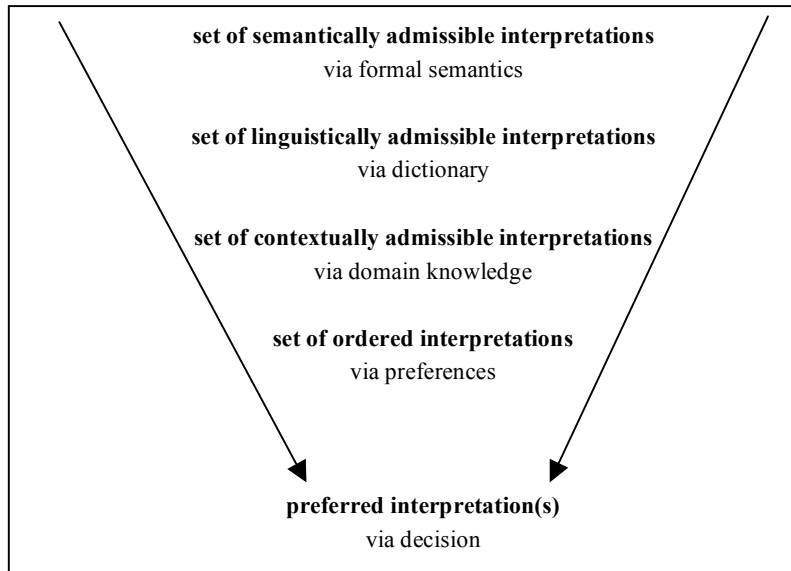 set of semantically admissible interpretations
via formal semantics
set of linguistically admissible interpretations
via dictionary
set of contextually admissible interpretations
via domain knowledge
set of ordered interpretations
via preferences
preferred interpretation(s)
via decision